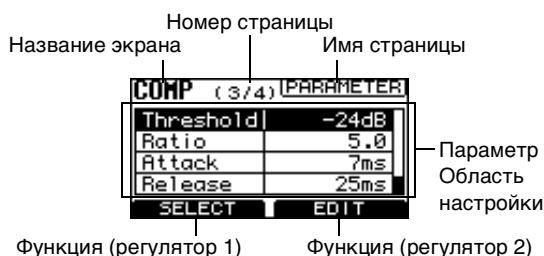 Номер страницы
Название экрана Имя страницы
COMP (3/4) PARAMETER
Threshold -24dB
Ratio 5.0
Attack 7ms
Release 25ms
SELECT EDIT
Параметр
Область
настройки
Функция (регулятор 1) Функция (регулятор 2)